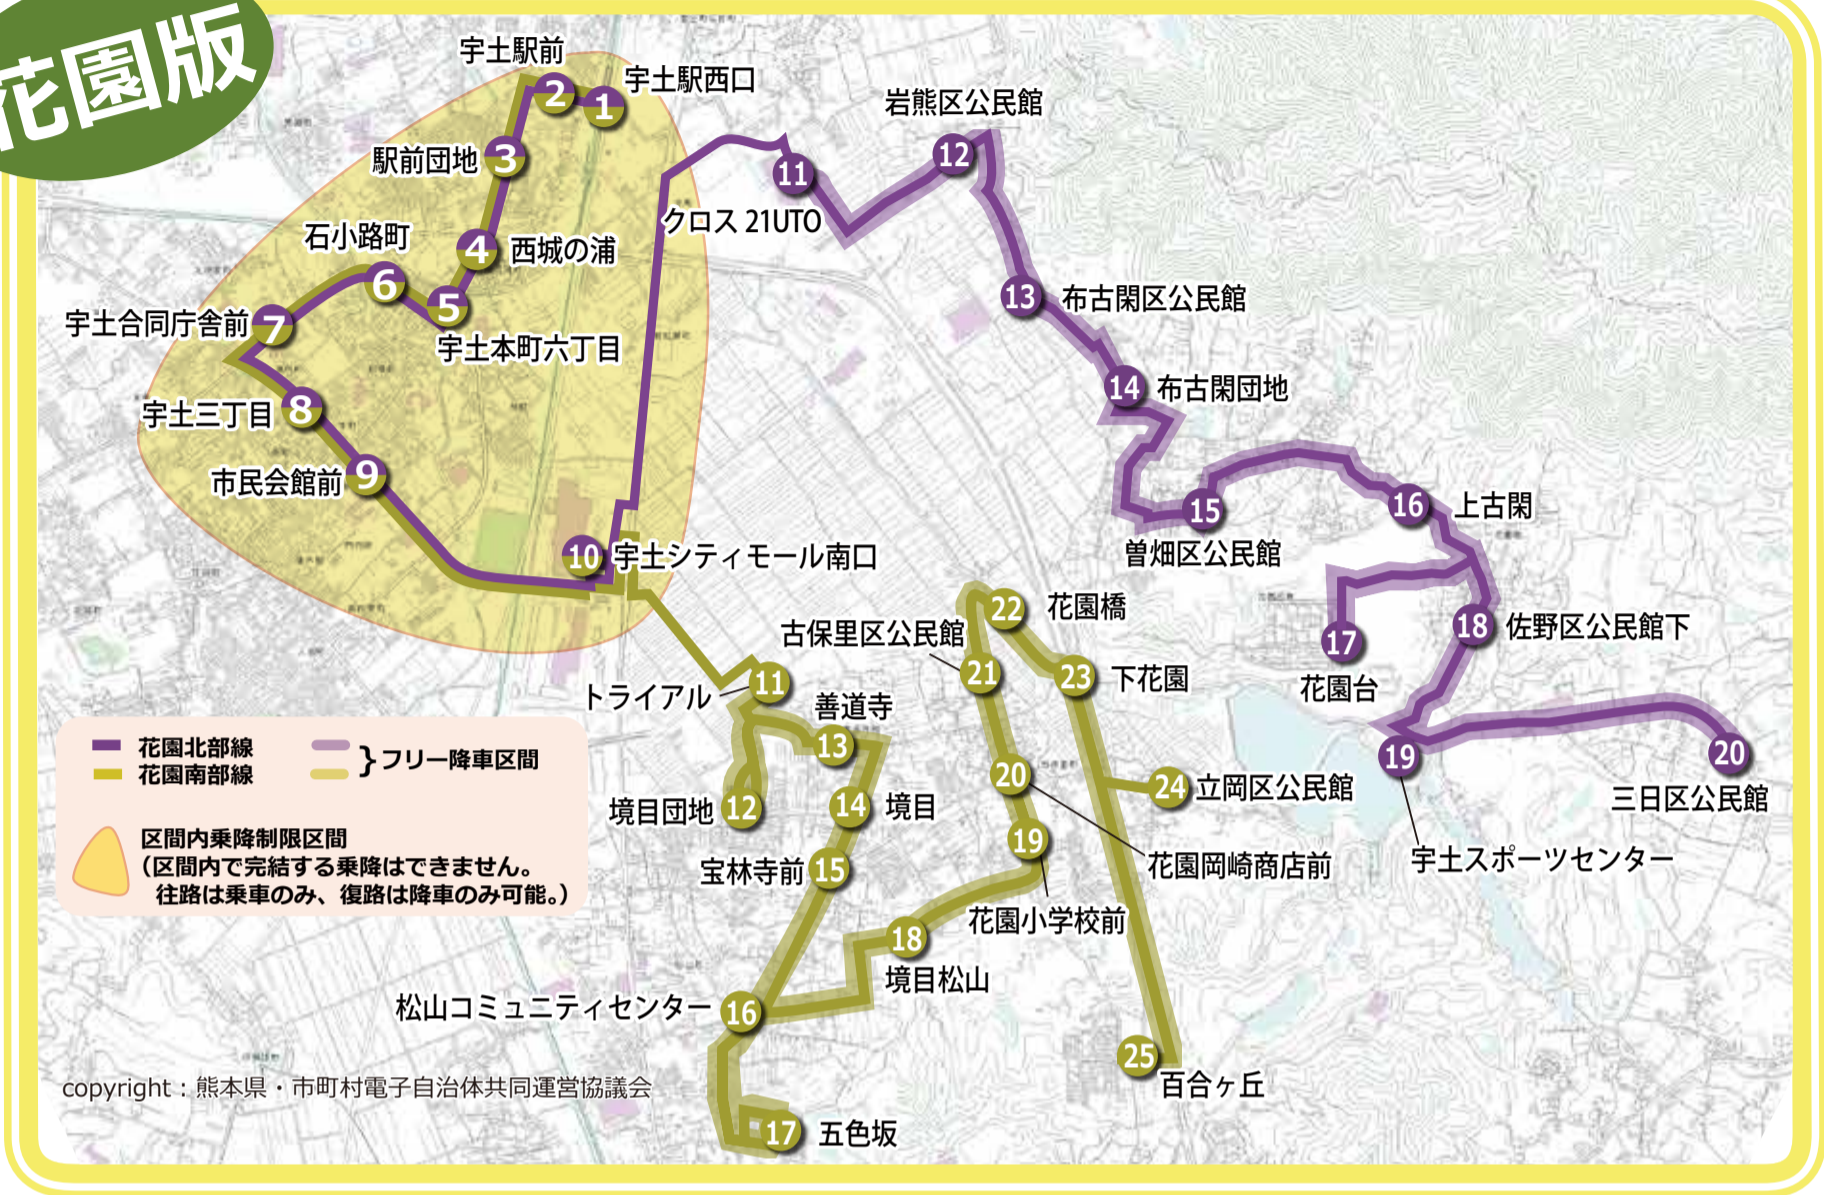 花園版
宇土駅前
2
1
宇土駅西口
3
駅前団地
4
西城の浦
石小路町
6
5
宇土本町六丁目
宇土合同庁舎前
7
宇土三丁目
8
市民会館前
9
10
宇土シティモール南口
11
クロス 21UTO
岩熊区公民館
12
13
布古閑区公民館
14
布古閑団地
15
曽畑区公民館
16
上古閑
17
花園台
18
佐野区公民館下
19
宇土スポーツセンター
20
三日区公民館
トライアル
11
境目団地
12
善道寺
13
14
境目
宝林寺前
15
松山コミュニティセンター
16
17
五色坂
18
境目松山
19
花園小学校前
20
花園岡崎商店前
古保里区公民館
21
22
花園橋
23
下花園
24
立岡区公民館
25
百合ヶ丘
花園北部線
花園南部線
}フリー降車区間
区間内乗降制限区間
(区間内で完結する乗降はできません。
往路は乗車のみ、復路は降車のみ可能。)
copyright:熊本県・市町村電子自治体共同運営協議会